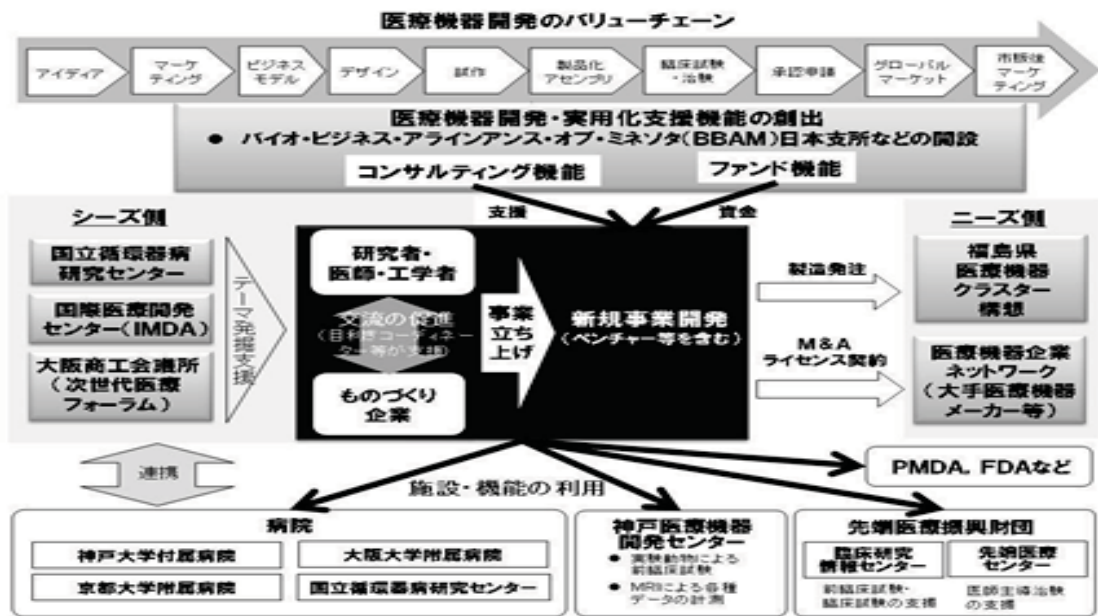 医療機器開発のバリューチェーン
アイディア
マーケ
ティング
ビジネス
モデル
デザイン
試作
製品化
アセンブリ
臨床試験
・治験
承認申請
グローバル
マーケット
市販後
マーケ
ティング
医療機器開発・実用化支援機能の創出
● バイオ・ビジネス・アラインアンス・オブ・ミネソタ(BBAM)日本支所などの開設
コンサルティング機能
ファンド機能
支援
資金
シーズ側
国立循環器病
研究センター
国際医療開発
センター(IMDA)
大阪商工会議所
(次世代医療
フォーラム)
テーマ発掘支援
研究者・
医師・工学者
交流の促進
(目利きコーディネー
ター等が支援)
ものづくり
企業
事業
立ち
上げ
新規事業開発
(ベンチャー等を含む)
製造発注
M&A
ライセンス契約
ニーズ側
福島県
医療機器
クラスター
構想
医療機器企業
ネットワーク
(大手医療機器
メーカー等)
連携
施設・機能の利用
PMDA, FDAなど
病院
神戸大学付属病院
大阪大学附属病院
京都大学附属病院
国立循環器病研究センター
神戸医療機器
開発センター
● 実験動物による
前臨床試験
● MRIによる各種
データの計測
先端医療振興財団
臨床研究
情報センター
前臨床試験・
臨床試験の支援
先端医療
センター
医師主導治験
の支援